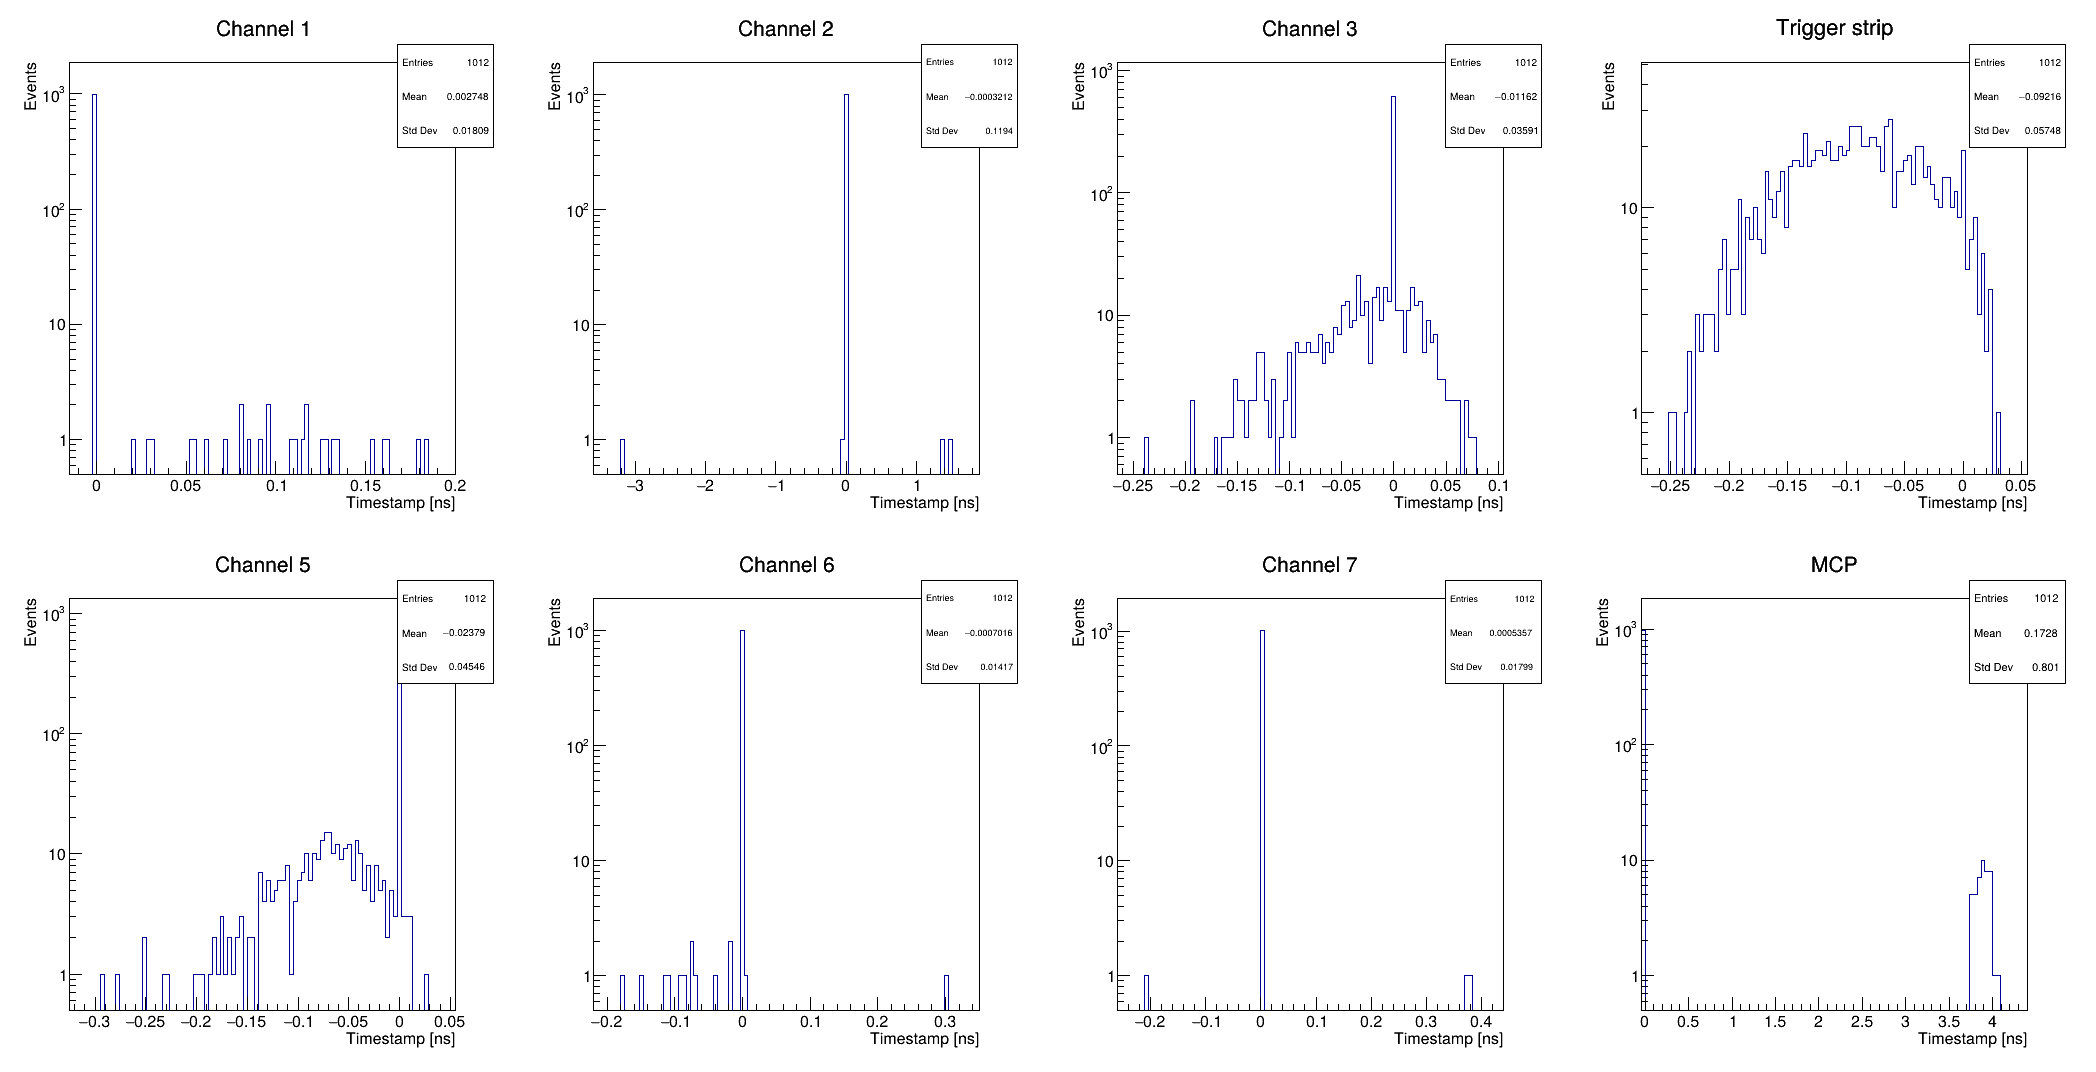 Channel 1
Events
Entries 1012
Mean 0.002748
Std Dev 0.01809
10³
10²
10
1
0 0.05 0.1 0.15 0.2
Timestamp [ns]
Channel 2
Events
Entries 1012
Mean −0.0003212
Std Dev 0.1194
10³
10²
10
1
−3 −2 −1 0 1
Timestamp [ns]
Channel 3
Events
Entries 1012
Mean −0.01162
Std Dev 0.03591
10³
10²
10
1
−0.25 −0.2 −0.15 −0.1 −0.05 0 0.05 0.1
Timestamp [ns]
Trigger strip
Events
Entries 1012
Mean −0.09216
Std Dev 0.05748
10
1
−0.25 −0.2 −0.15 −0.1 −0.05 0 0.05
Timestamp [ns]
Channel 5
Events
Entries 1012
Mean −0.02379
Std Dev 0.04546
10³
10²
10
1
−0.3 −0.25 −0.2 −0.15 −0.1 −0.05 0 0.05
Timestamp [ns]
Channel 6
Events
Entries 1012
Mean −0.0007016
Std Dev 0.01417
10³
10²
10
1
−0.2 −0.1 0 0.1 0.2 0.3
Timestamp [ns]
Channel 7
Events
Entries 1012
Mean 0.0005357
Std Dev 0.01799
10³
10²
10
1
−0.2 −0.1 0 0.1 0.2 0.3 0.4
Timestamp [ns]
MCP
Events
Entries 1012
Mean 0.1728
Std Dev 0.801
10³
10²
10
1
0 0.5 1 1.5 2 2.5 3 3.5 4
Timestamp [ns]